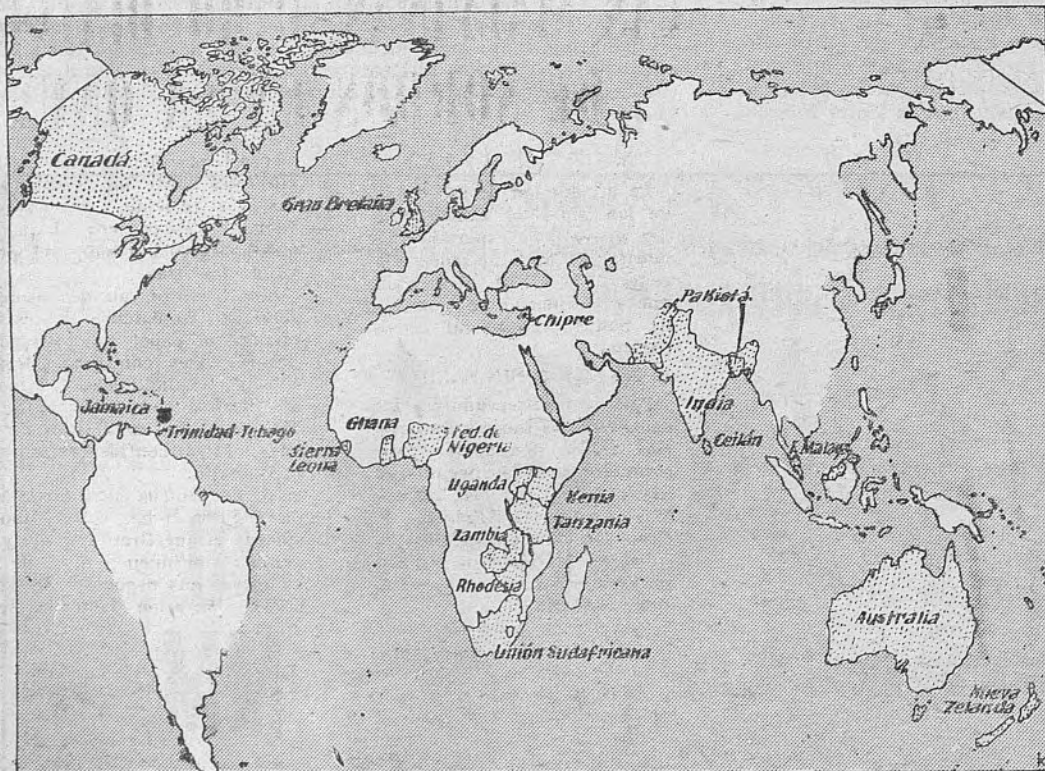 Canadá
Gran Bretaña
Chipre
Pakistá.
India
Ceilán
Malasia
Jamaica
Trinidad-Tobago
Ghana
Fed. de
Nigeria
Sierra
Leona
Uganda
Kenia
Tanzania
Zambia
Rhodesia
Unión Sudafricana
Australia
Nueva
Zelanda